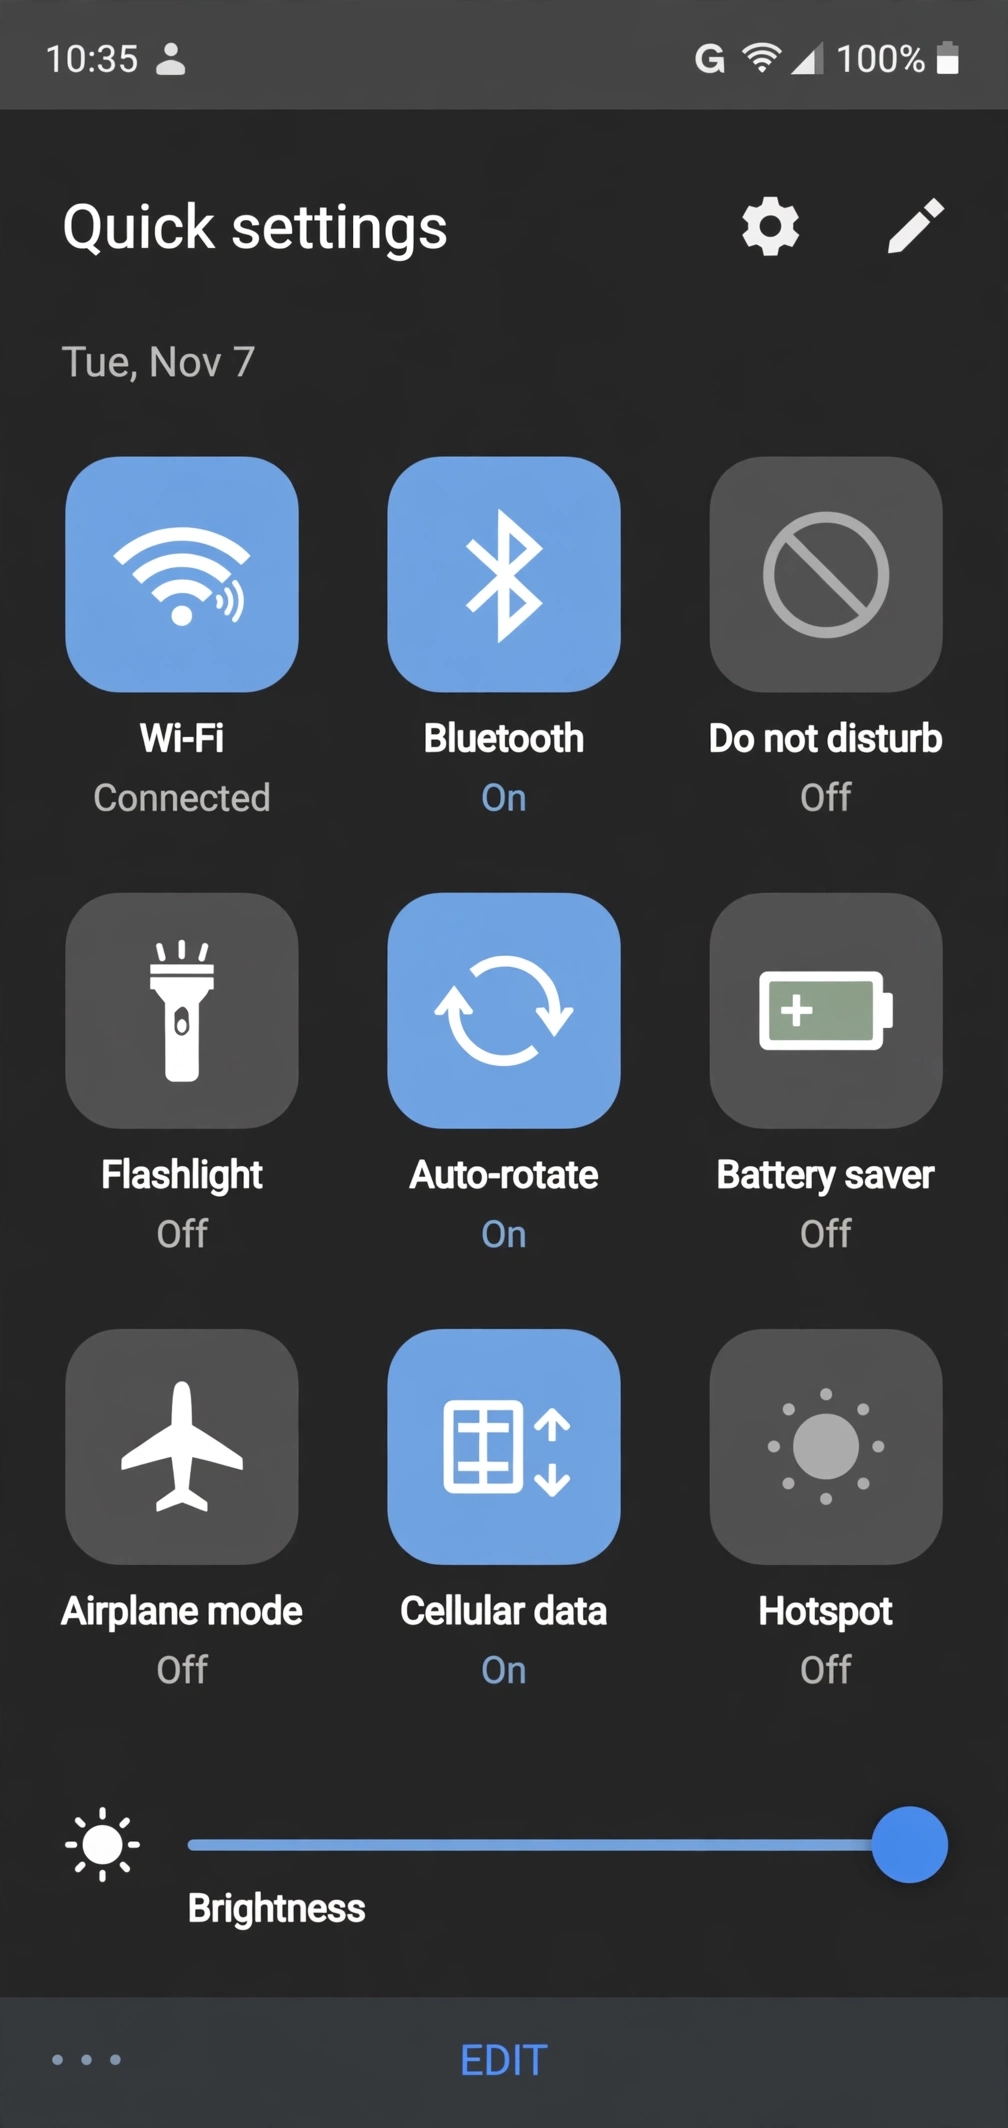 10:35 G 100%
Quick settings
Tue, Nov 7
Wi-Fi Bluetooth Do not disturb
Connected On Off
Flashlight Auto-rotate Battery saver
Off On Off
Airplane mode Cellular data Hotspot
Off On Off
Brightness
EDIT